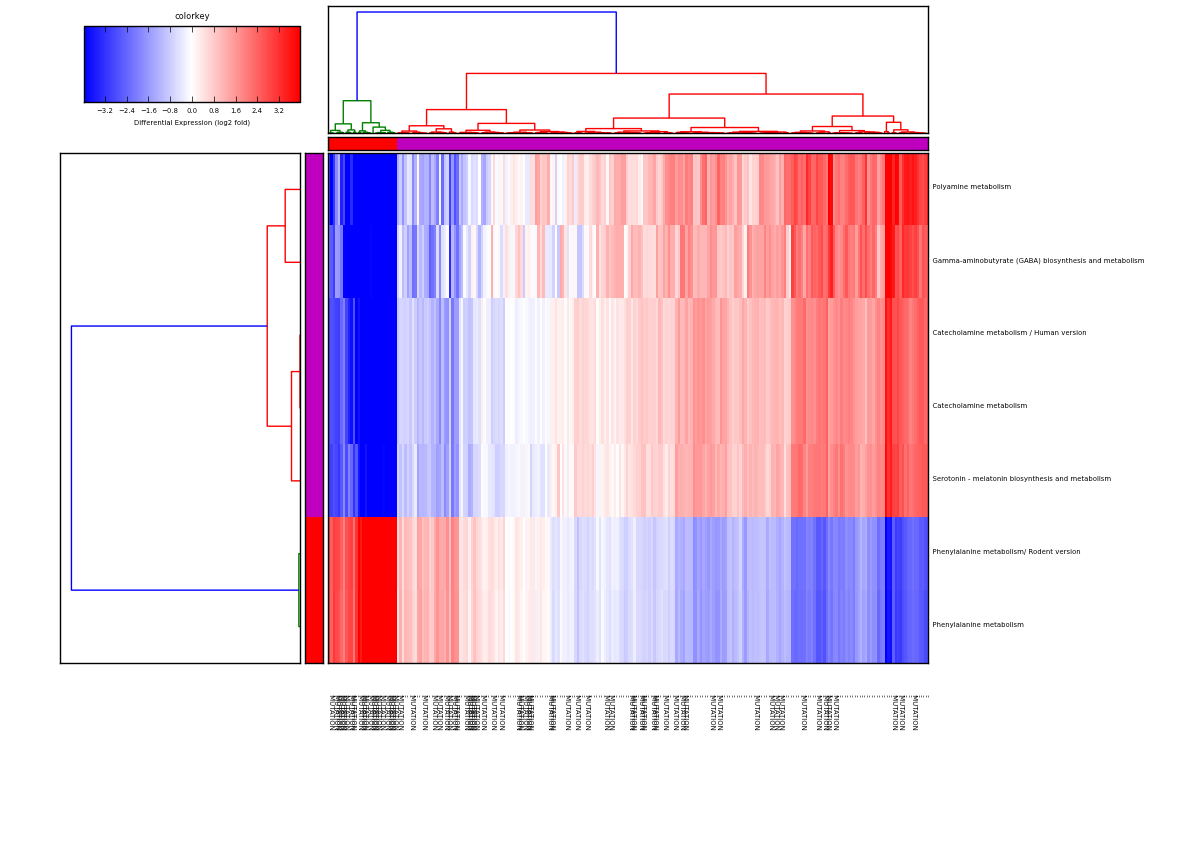 colorkey
−3.2 −2.4 −1.6 −0.8 0.0 0.8 1.6 2.4 3.2
Differential Expression (log2 fold)
Polyamine metabolism
Gamma-aminobutyrate (GABA) biosynthesis and metabolism
Catecholamine metabolism / Human version
Catecholamine metabolism
Serotonin - melatonin biosynthesis and metabolism
Phenylalanine metabolism/ Rodent version
Phenylalanine metabolism
MUTATION MUTATION MUTATION MUTATION MUTATION MUTATION MUTATION MUTATION MUTATION MUTATION MUTATION MUTATION